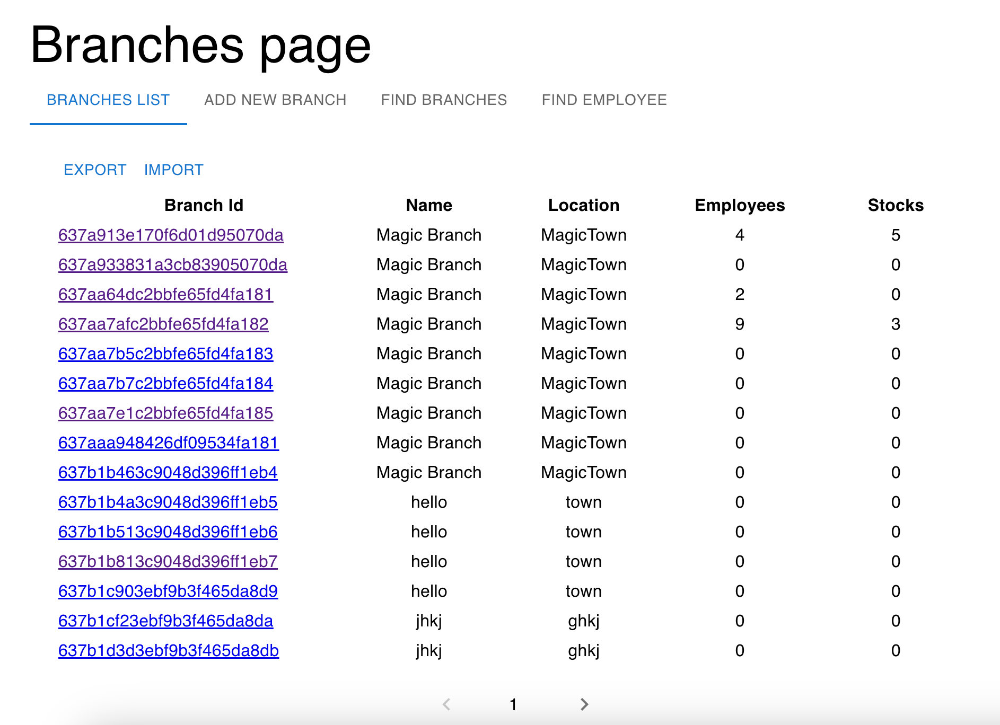 Branches page
BRANCHES LIST ADD NEW BRANCH FIND BRANCHES FIND EMPLOYEE
EXPORT IMPORT
Branch Id Name Location Employees Stocks
637a913e170f6d01d95070da Magic Branch MagicTown 4 5
637a933831a3cb83905070da Magic Branch MagicTown 0 0
637aa64dc2bbfe65fd4fa181 Magic Branch MagicTown 2 0
637aa7afc2bbfe65fd4fa182 Magic Branch MagicTown 9 3
637aa7b5c2bbfe65fd4fa183 Magic Branch MagicTown 0 0
637aa7b7c2bbfe65fd4fa184 Magic Branch MagicTown 0 0
637aa7e1c2bbfe65fd4fa185 Magic Branch MagicTown 0 0
637aaa948426df09534fa181 Magic Branch MagicTown 0 0
637b1b463c9048d396ff1eb4 Magic Branch MagicTown 0 0
637b1b4a3c9048d396ff1eb5 hello town 0 0
637b1b513c9048d396ff1eb6 hello town 0 0
637b1b813c9048d396ff1eb7 hello town 0 0
637b1c903ebf9b3f465da8d9 hello town 0 0
637b1cf23ebf9b3f465da8da jhkj ghkj 0 0
637b1d3d3ebf9b3f465da8db jhkj ghkj 0 0
1